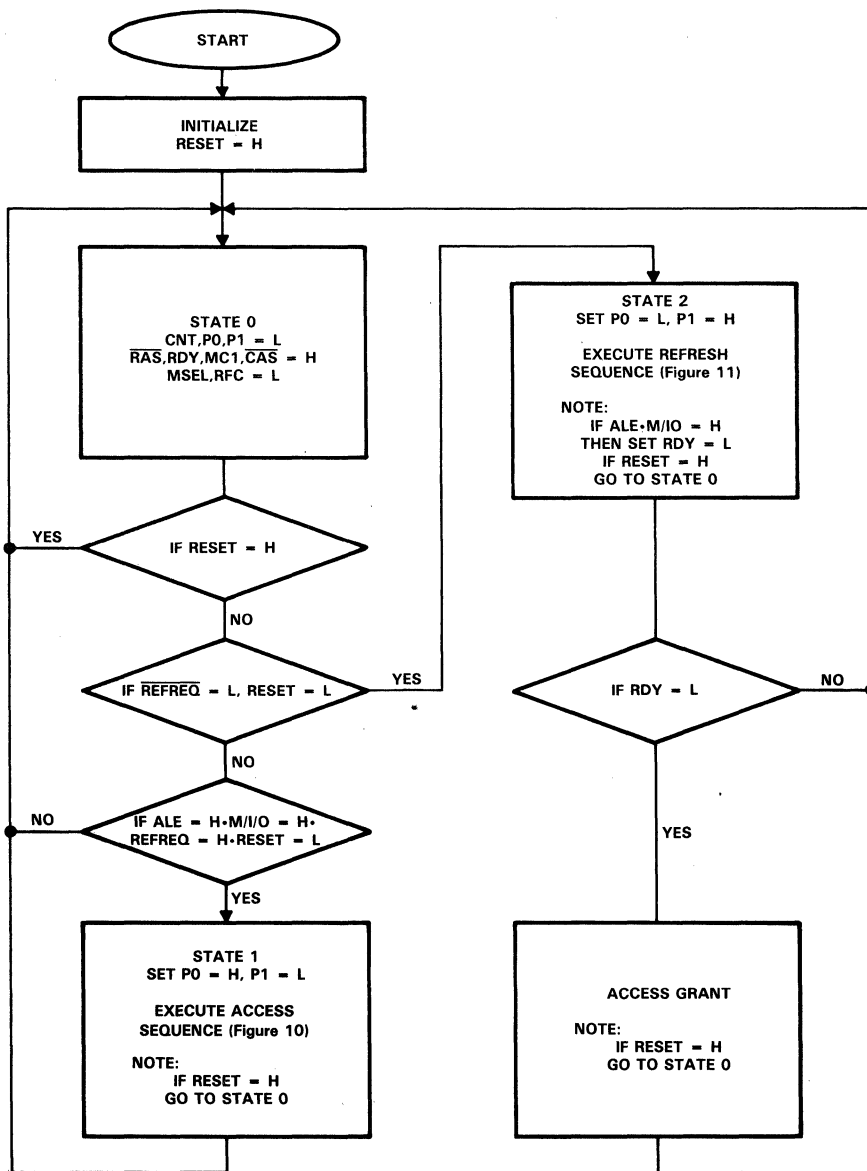 START
INITIALIZE
RESET = H
STATE 0
CNT,P0,P1 = L
R̅A̅S̅,RDY,MC1,C̅A̅S̅ = H
MSEL,RFC = L
YES
IF RESET = H
NO
IF R̅E̅F̅R̅E̅Q̅ = L, RESET = L
YES
NO
NO
IF ALE = H•M/I/O = H•
REFREQ = H•RESET = L
YES
STATE 1
SET P0 = H, P1 = L
EXECUTE ACCESS
SEQUENCE (Figure 10)
NOTE:
IF RESET = H
GO TO STATE 0
STATE 2
SET P0 = L, P1 = H
EXECUTE REFRESH
SEQUENCE (Figure 11)
NOTE:
IF ALE•M/IO = H
THEN SET RDY = L
IF RESET = H
GO TO STATE 0
IF RDY = L
NO
YES
ACCESS GRANT
NOTE:
IF RESET = H
GO TO STATE 0